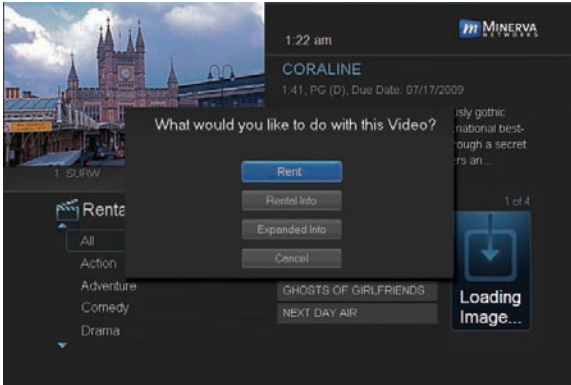 1:22 am
MINERVA
NETWORKS
CORALINE
1.41, PG (D), Due Date: 07/17/2009
usly gothic
rnational best-
rough a secret
rs an...
What would you like to do with this Video?
Rent
Rental Info
Expanded Info
Cancel
1 SURW
Renta
1 of 4
All
Action
Adventure
Comedy
Drama
GHOSTS OF GIRLFRIENDS
NEXT DAY AIR
Loading
Image...